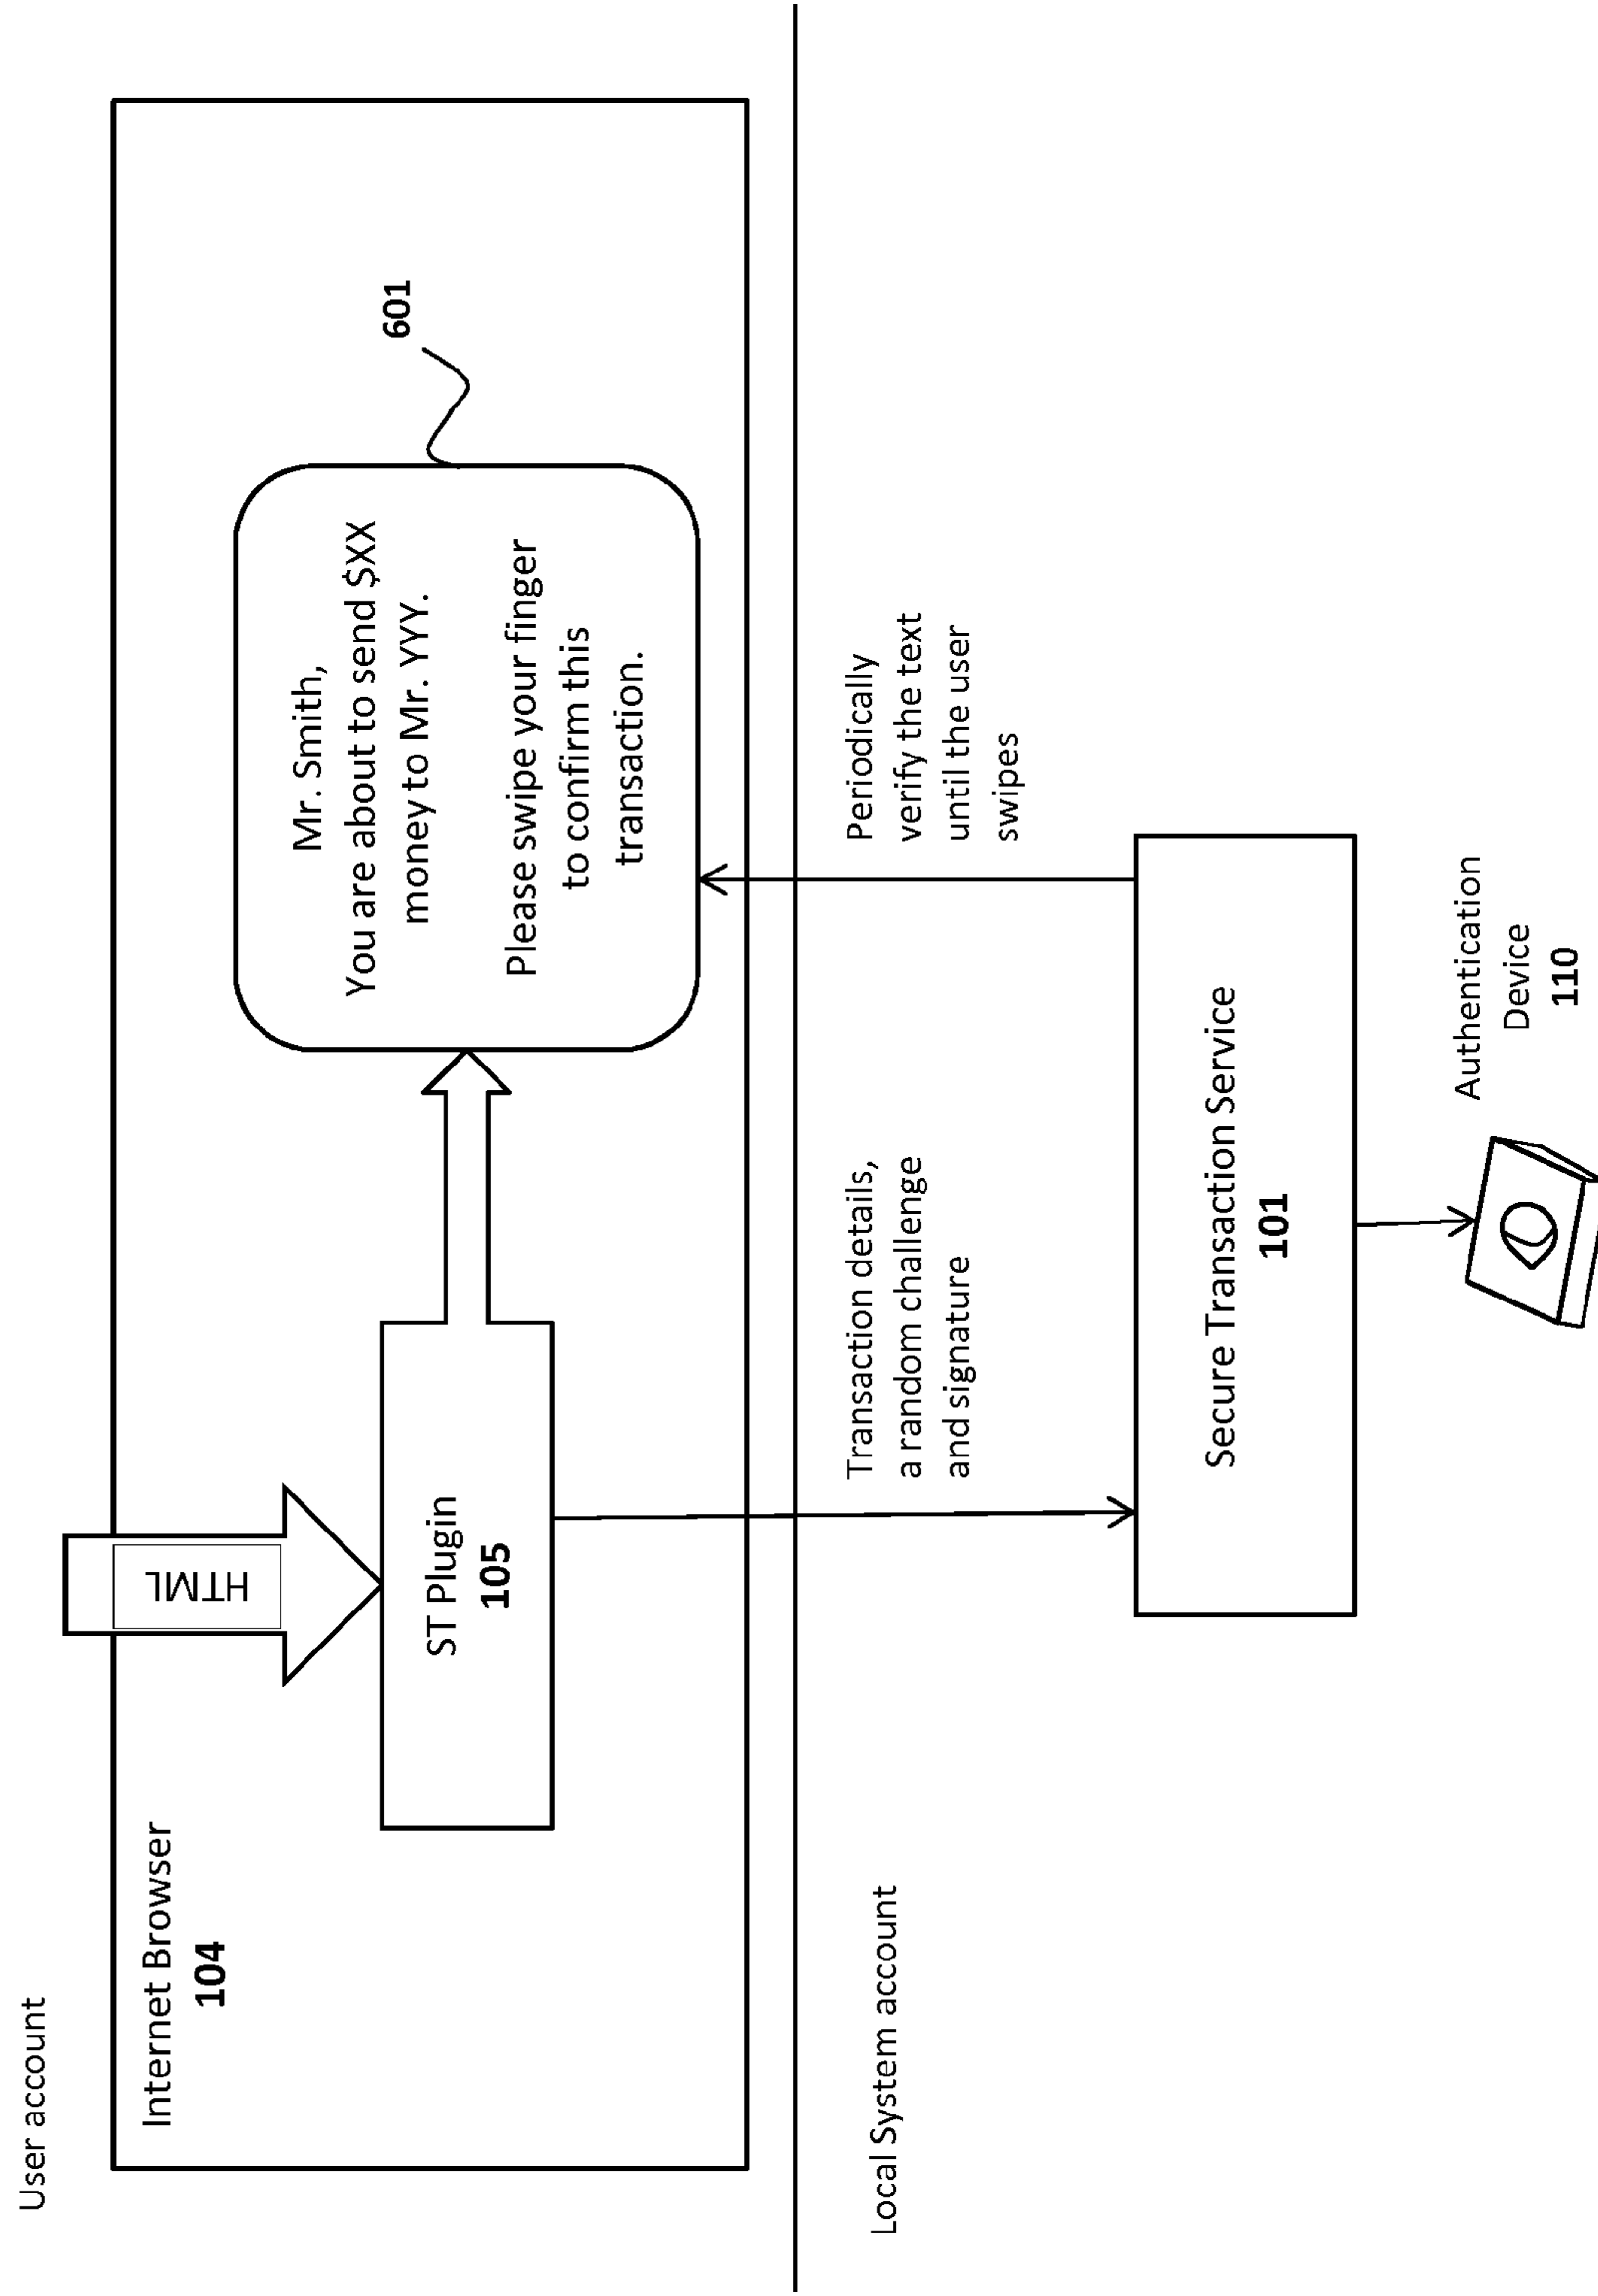 User account
Internet Browser
104
HTML
ST Plugin
105
Mr. Smith,
You are about to send $XX
money to Mr. YYY.
Please swipe your finger
to confirm this
transaction.
601
Local System account
Transaction details,
a random challenge
and signature
Periodically
verify the text
until the user
swipes
Secure Transaction Service
101
Authentication
Device
110